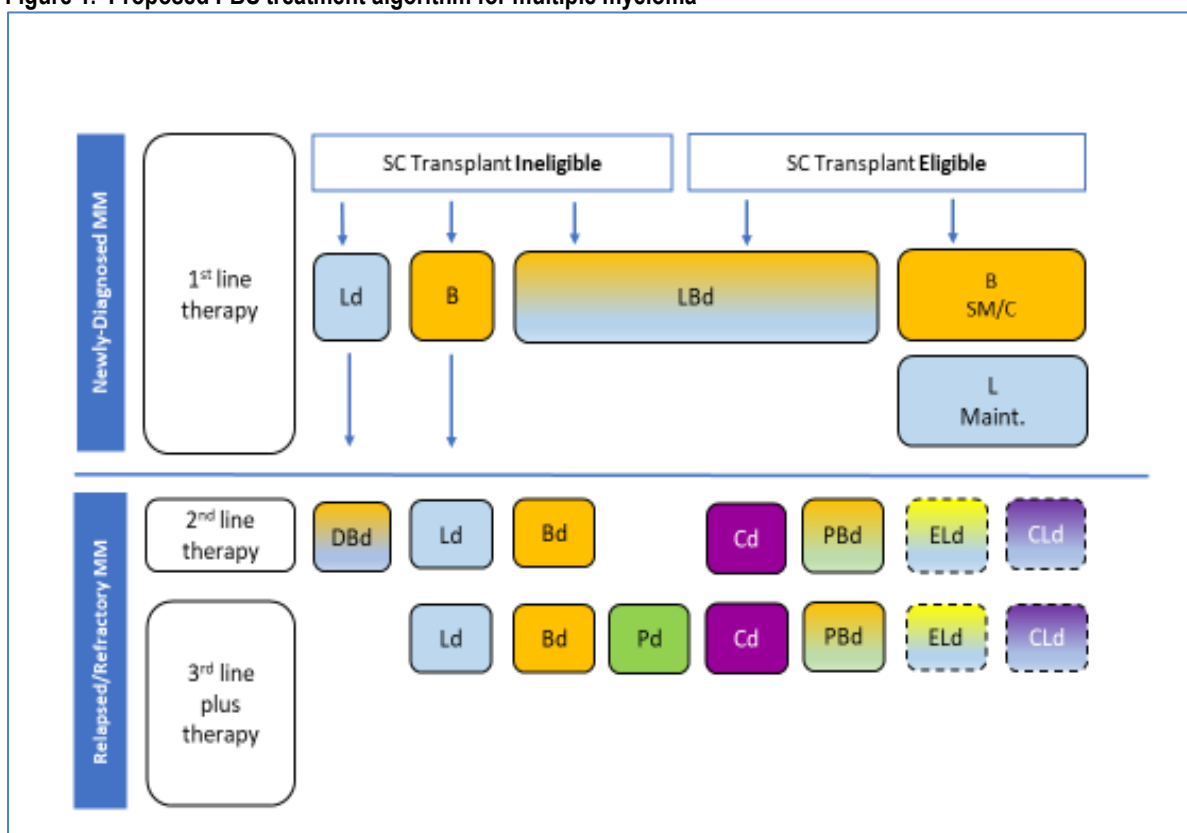 Figure 1: Proposed PBS treatment algorithm for multiple myeloma
Newly-Diagnosed MM
1st line
therapy
SC Transplant Ineligible
SC Transplant Eligible
Ld
B
LBd
B
SM/C
L
Maint.
Relapsed/Refractory MM
2nd line
therapy
DBd
Ld
Bd
Cd
PBd
ELd
CLd
3rd line
plus
therapy
Ld
Bd
Pd
Cd
PBd
ELd
CLd